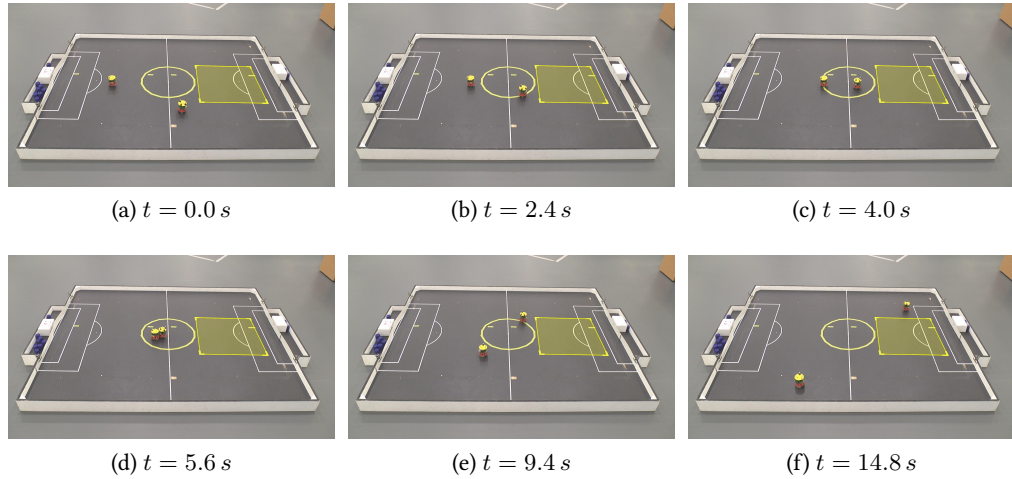 (a) t = 0.0 s
(b) t = 2.4 s
(c) t = 4.0 s
(d) t = 5.6 s
(e) t = 9.4 s
(f) t = 14.8 s